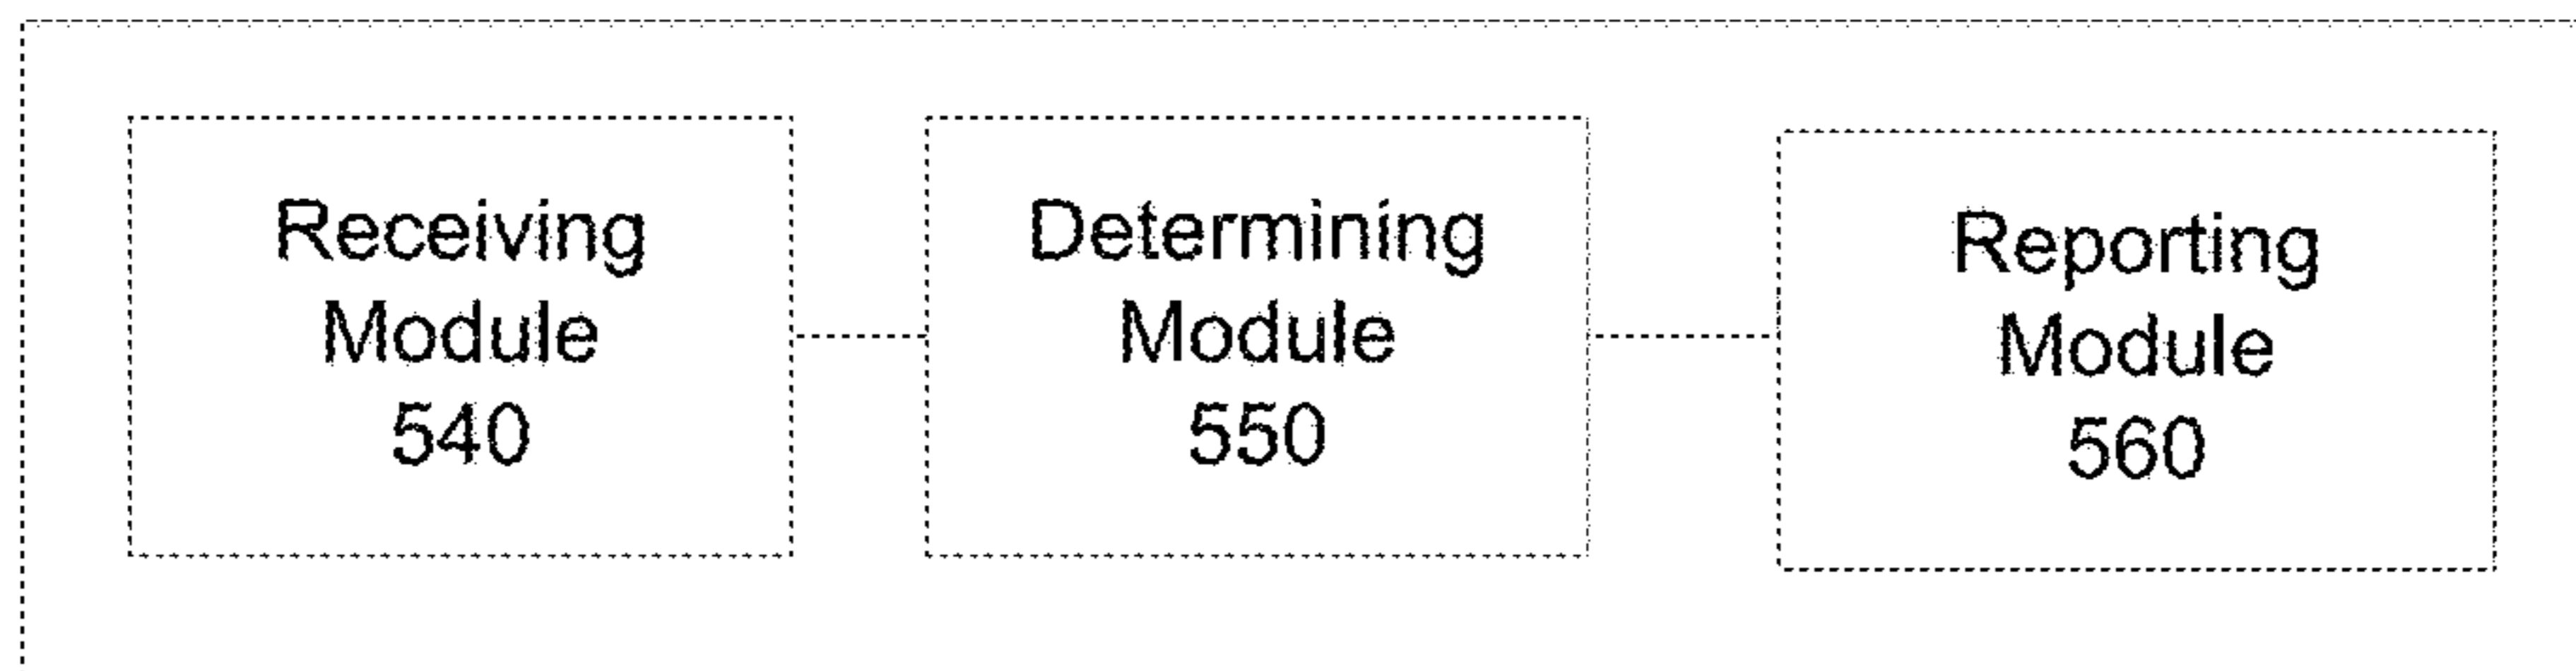 Receiving
Module
540
Determining
Module
550
Reporting
Module
560